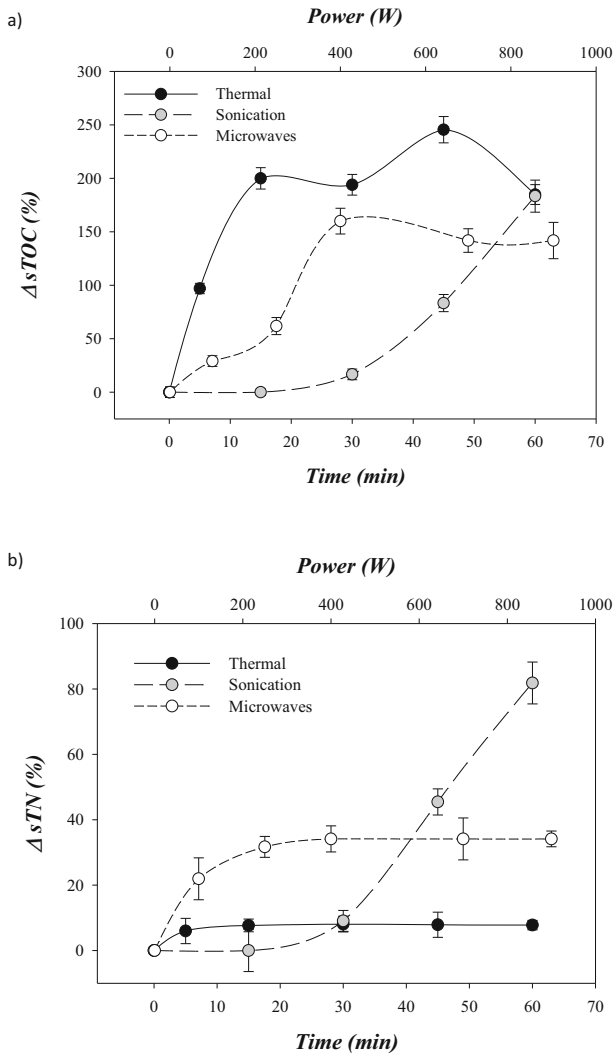 a)
Power (W)
0 200 400 600 800 1000
300
250
200
150
100
50
0
Δ sTOC (%)
Thermal
Sonication
Microwaves
0 10 20 30 40 50 60 70
Time (min)
b)
Power (W)
0 200 400 600 800 1000
100
80
60
40
20
0
Δ sTN (%)
Thermal
Sonication
Microwaves
0 10 20 30 40 50 60 70
Time (min)